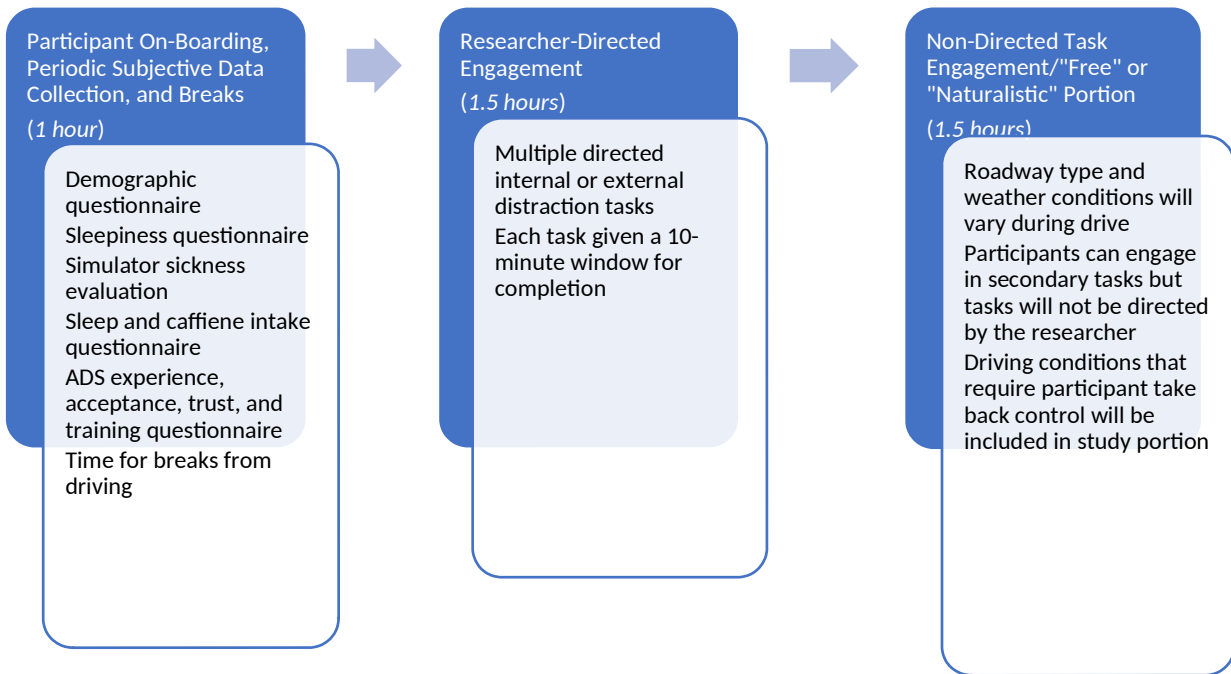 Participant On-Boarding,
Periodic Subjective Data
Collection, and Breaks
(1 hour)
Demographic
questionnaire
Sleepiness questionnaire
Simulator sickness
evaluation
Sleep and caffiene intake
questionnaire
ADS experience,
acceptance, trust, and
training questionnaire
Time for breaks from
driving
Researcher-Directed
Engagement
(1.5 hours)
Multiple directed
internal or external
distraction tasks
Each task given a 10-
minute window for
completion
Non-Directed Task
Engagement/"Free" or
"Naturalistic" Portion
(1.5 hours)
Roadway type and
weather conditions will
vary during drive
Participants can engage
in secondary tasks but
tasks will not be directed
by the researcher
Driving conditions that
require participant take
back control will be
included in study portion